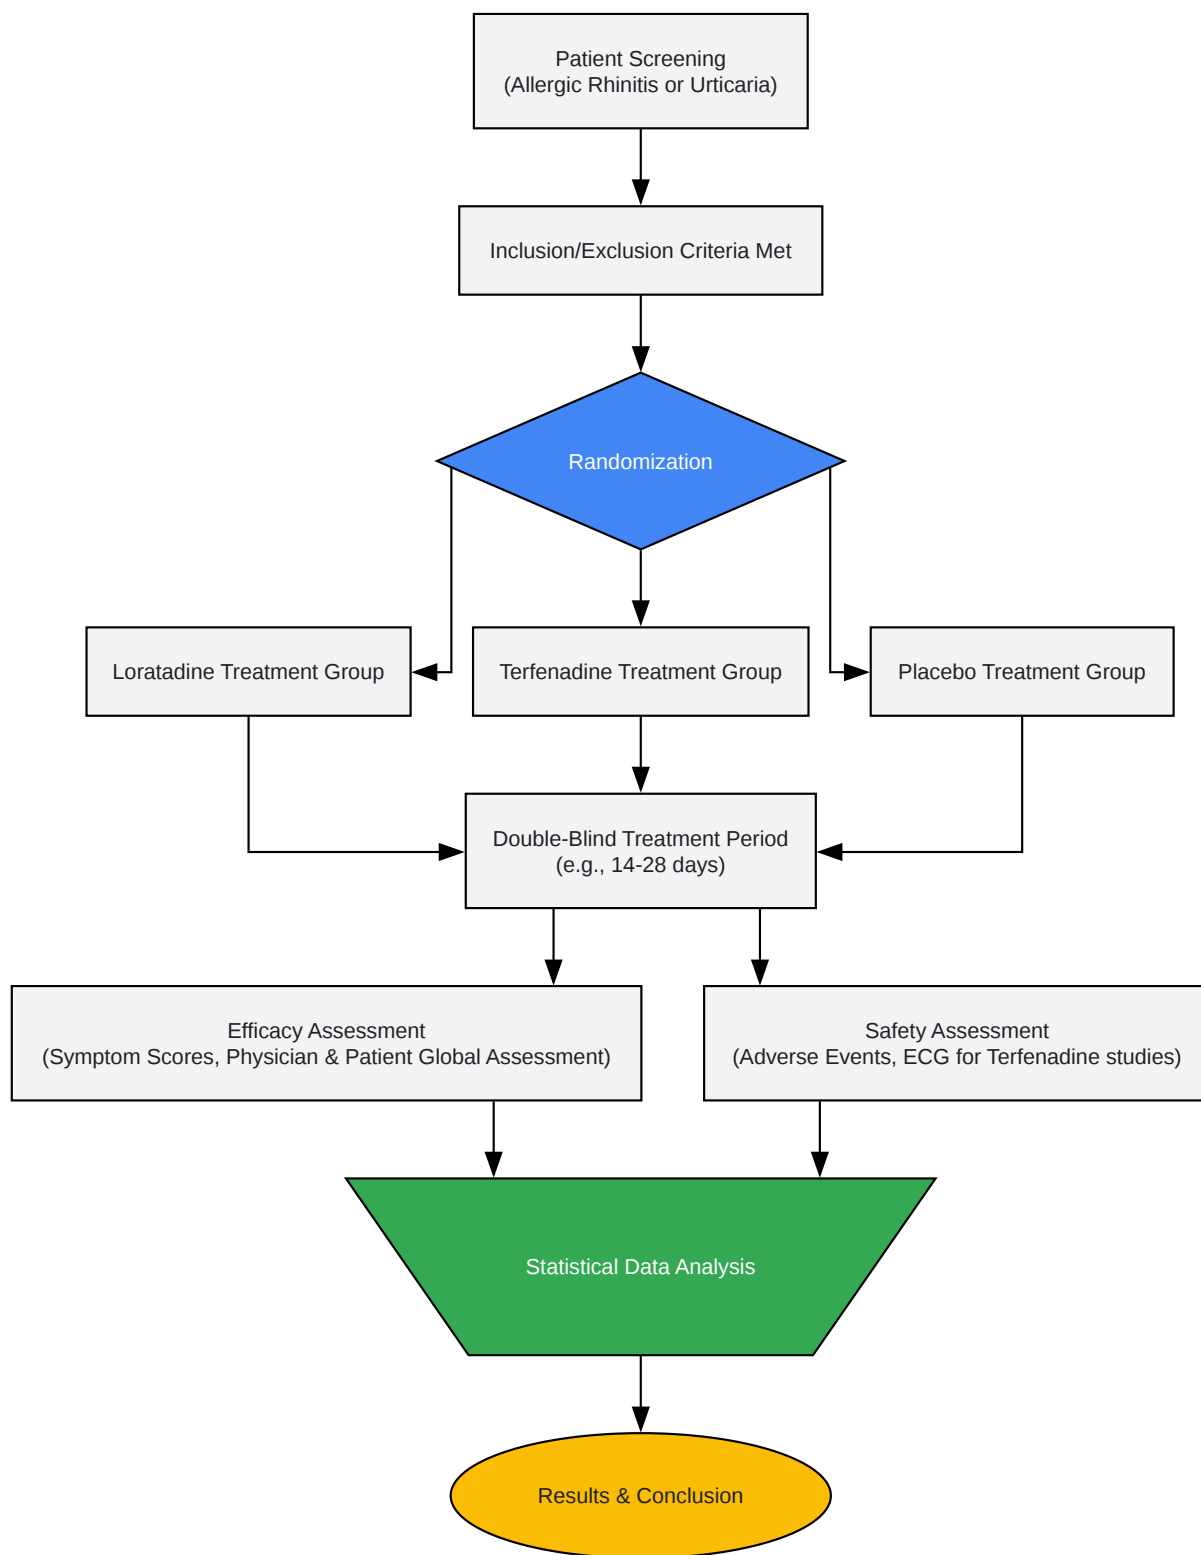 Patient Screening
(Allergic Rhinitis or Urticaria)
Inclusion/Exclusion Criteria Met
Randomization
Loratadine Treatment Group
Terfenadine Treatment Group
Placebo Treatment Group
Double-Blind Treatment Period
(e.g., 14-28 days)
Efficacy Assessment
(Symptom Scores, Physician & Patient Global Assessment)
Safety Assessment
(Adverse Events, ECG for Terfenadine studies)
Statistical Data Analysis
Results & Conclusion